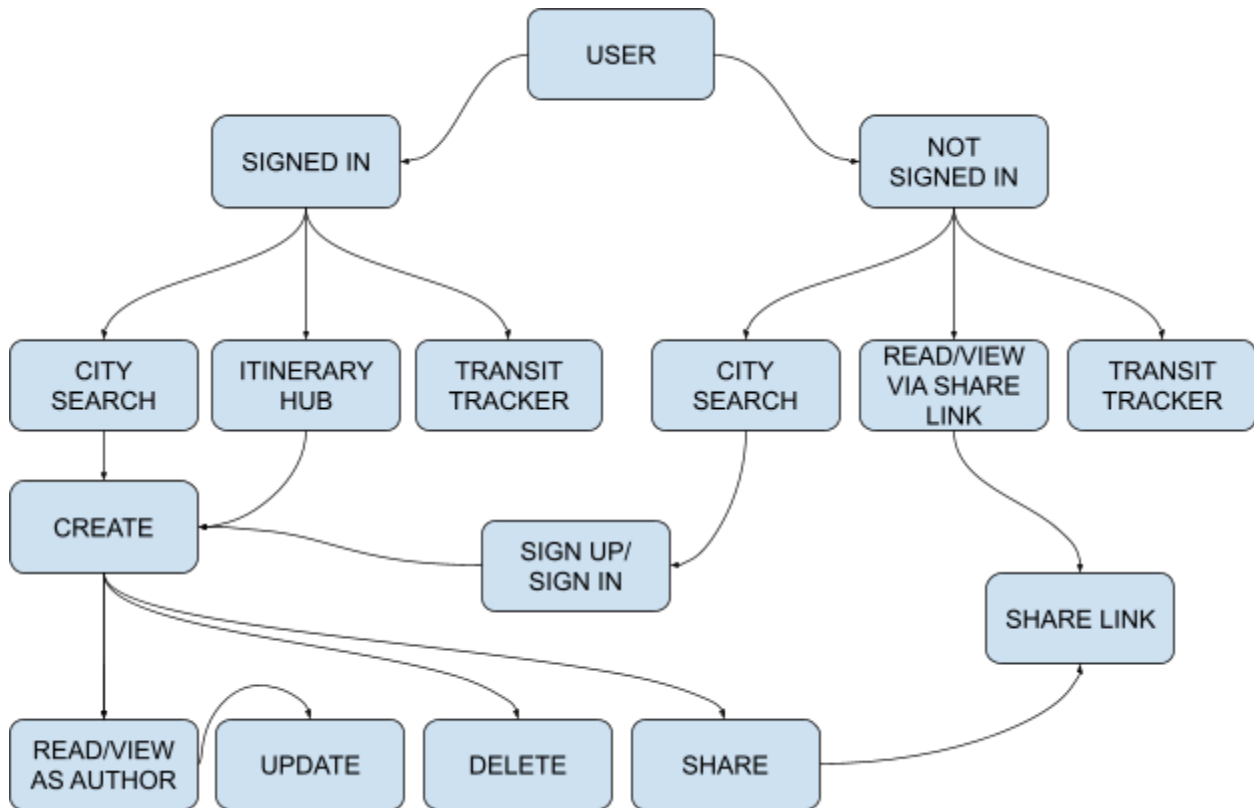 USER
SIGNED IN
NOT
SIGNED IN
CITY
SEARCH
ITINERARY
HUB
TRANSIT
TRACKER
CITY
SEARCH
READ/VIEW
VIA SHARE
LINK
TRANSIT
TRACKER
CREATE
SIGN UP/
SIGN IN
SHARE LINK
READ/VIEW
AS AUTHOR
UPDATE
DELETE
SHARE